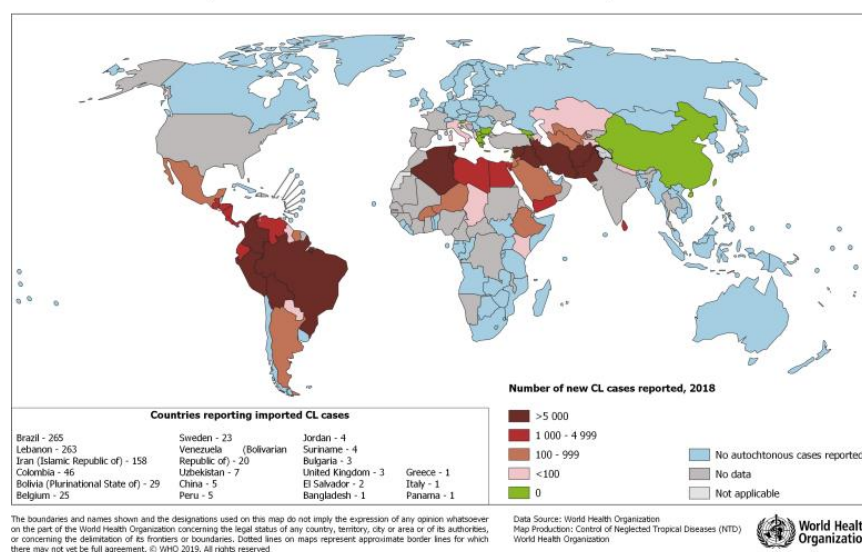 Countries reporting imported CL cases
Brazil - 265
Lebanon - 263
Iran (Islamic Republic of) - 158
Colombia - 46
Bolivia (Plurinational State of) - 29
Belgium - 25
Sweden - 23
Venezuela (Bolivarian
Republic of) - 20
Uzbekistan - 7
China - 5
Peru - 5
Jordan - 4
Suriname - 4
Bulgaria - 3
United Kingdom - 3
El Salvador - 2
Bangladesh - 1
Greece - 1
Italy - 1
Panama - 1
Number of new CL cases reported, 2018
>5 000
1 000 - 4 999
100 - 999
<100
0
No autochtonous cases reported
No data
Not applicable
The boundaries and names shown and the designations used on this map do not imply the expression of any opinion whatsoever
on the part of the World Health Organization concerning the legal status of any country, territory, city or area or of its authorities,
or concerning the delimitation of its frontiers or boundaries. Dotted lines on maps represent approximate border lines for which
there may not yet be full agreement. © WHO 2019. All rights reserved
Data Source: World Health Organization
Map Production: Control of Neglected Tropical Diseases (NTD)
World Health Organization
World Health
Organization